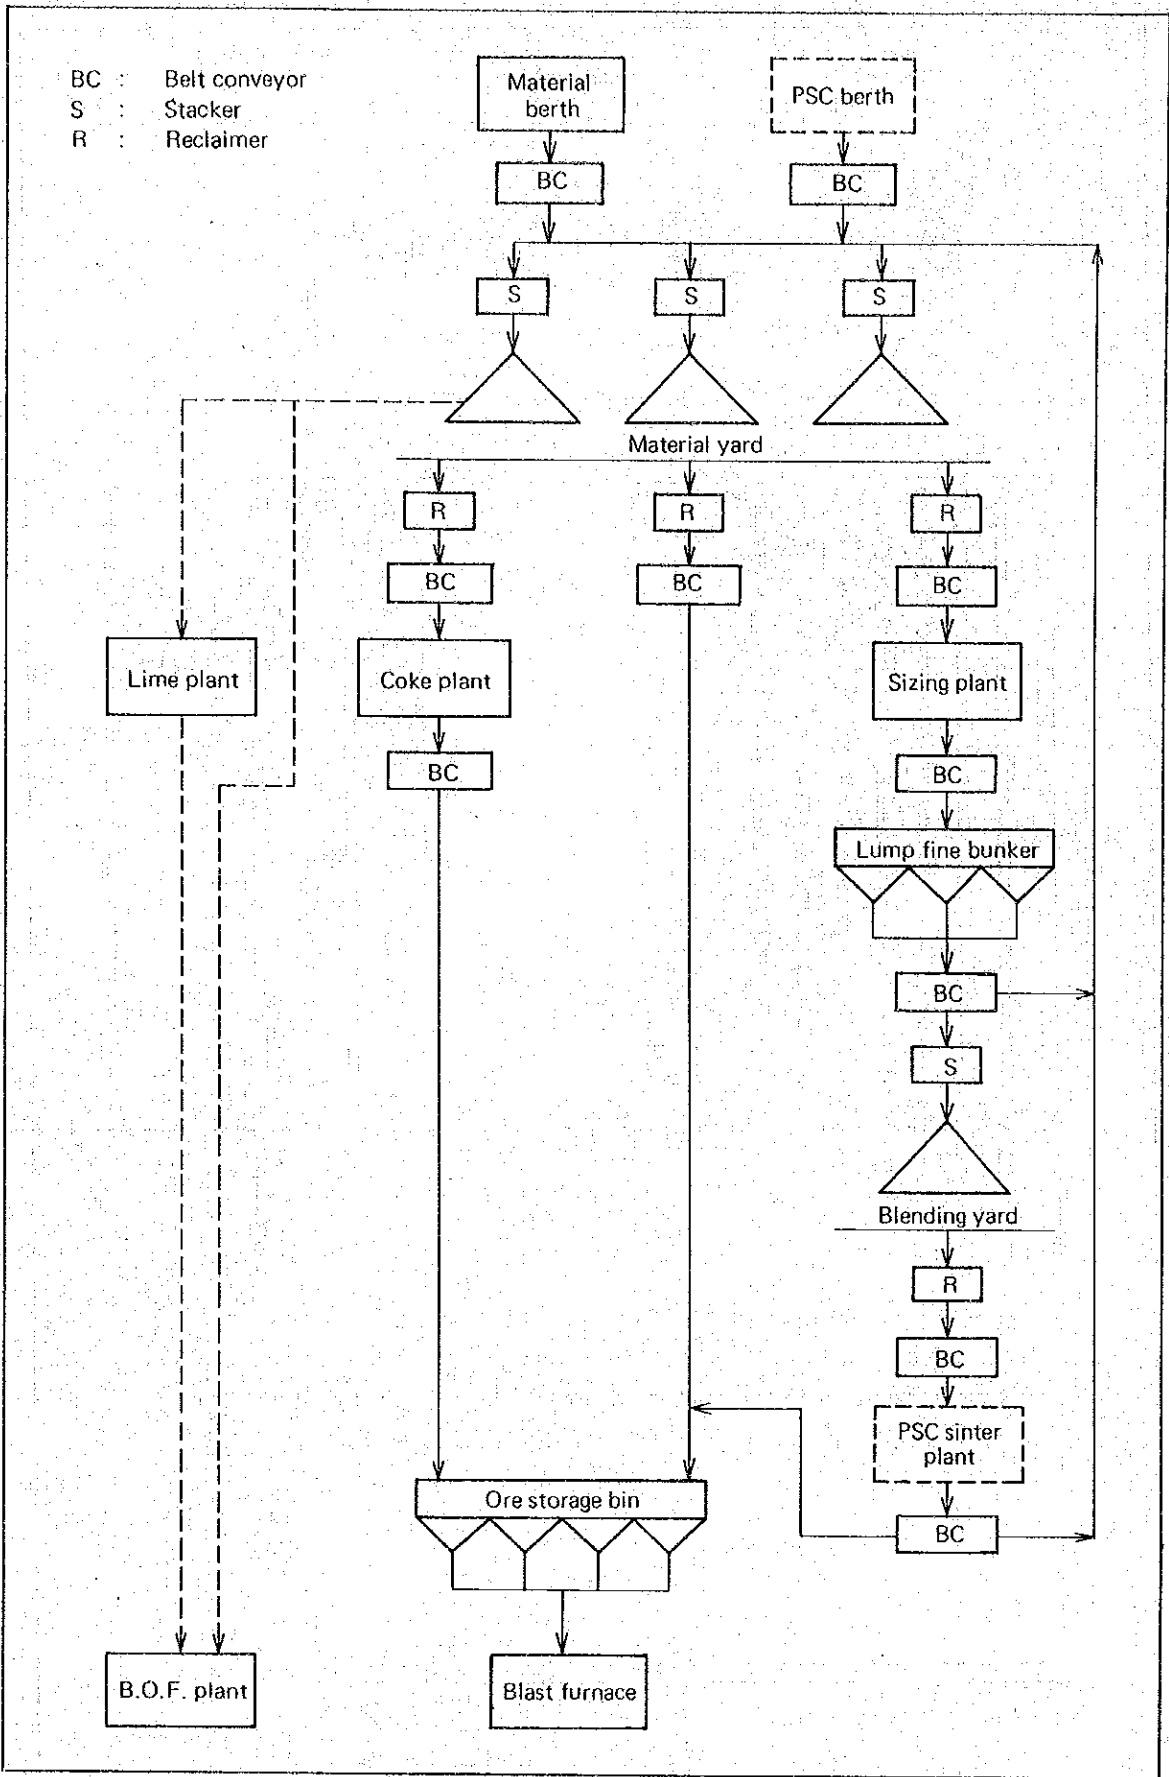 BC : Belt conveyor
S : Stacker
R : Reclaimer
Material
berth
PSC berth
BC
BC
S
S
S
Material yard
R
R
R
BC
BC
BC
Lime plant
Coke plant
Sizing plant
BC
BC
Lump fine bunker
BC
S
Blending yard
R
BC
PSC sinter
plant
Ore storage bin
BC
B.O.F. plant
Blast furnace